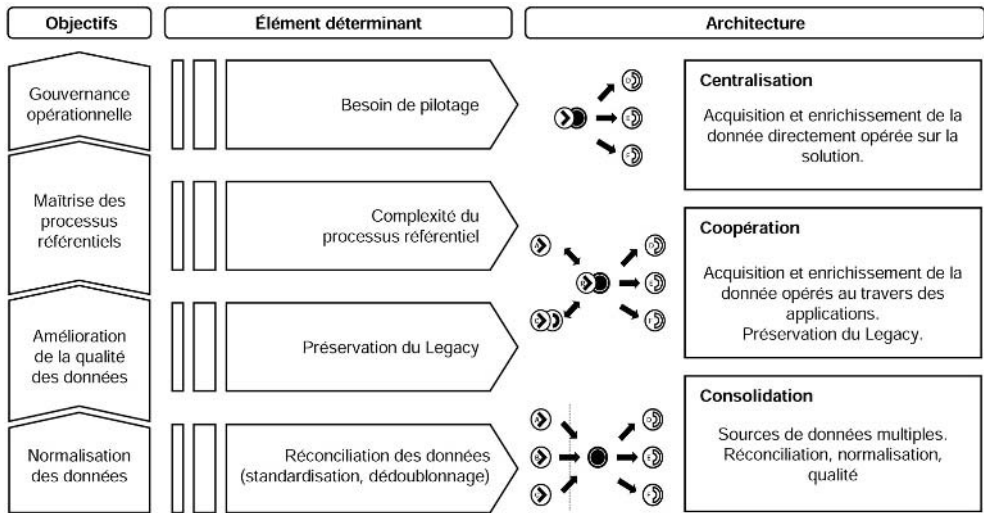 Objectifs
Élément déterminant
Architecture
Gouvernance
opérationnelle
Besoin de pilotage
D
E
F
Centralisation
Acquisition et enrichissement de la
donnée directement opérée sur la
solution.
Maîtrise des
processus
référentiels
Complexité du
processus référentiel
A
B
C
D
E
F
Coopération
Acquisition et enrichissement de la
donnée opérés au travers des
applications.
Préservation du Legacy.
Amélioration
de la qualité
des données
Préservation du Legacy
Normalisation
des données
Réconciliation des données
(standardisation, dédoublonnage)
A
B
C
D
E
F
Consolidation
Sources de données multiples.
Réconciliation, normalisation,
qualité